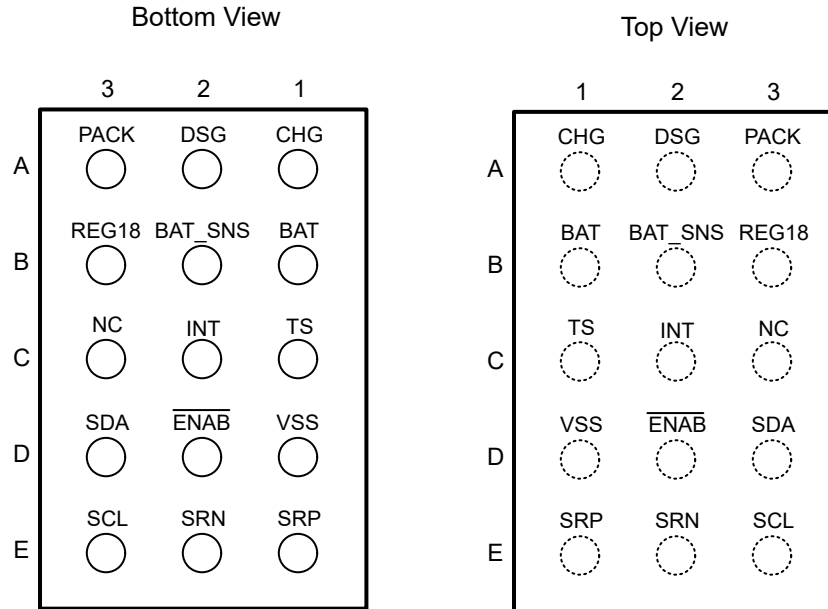 Bottom View
3 2 1
PACK DSG CHG
A
REG18 BAT_SNS BAT
B
NC INT TS
C
SDA ENAB VSS
D
SCL SRN SRP
E
Top View
1 2 3
CHG DSG PACK
A
BAT BAT_SNS REG18
B
TS INT NC
C
VSS ENAB SDA
D
SRP SRN SCL
E